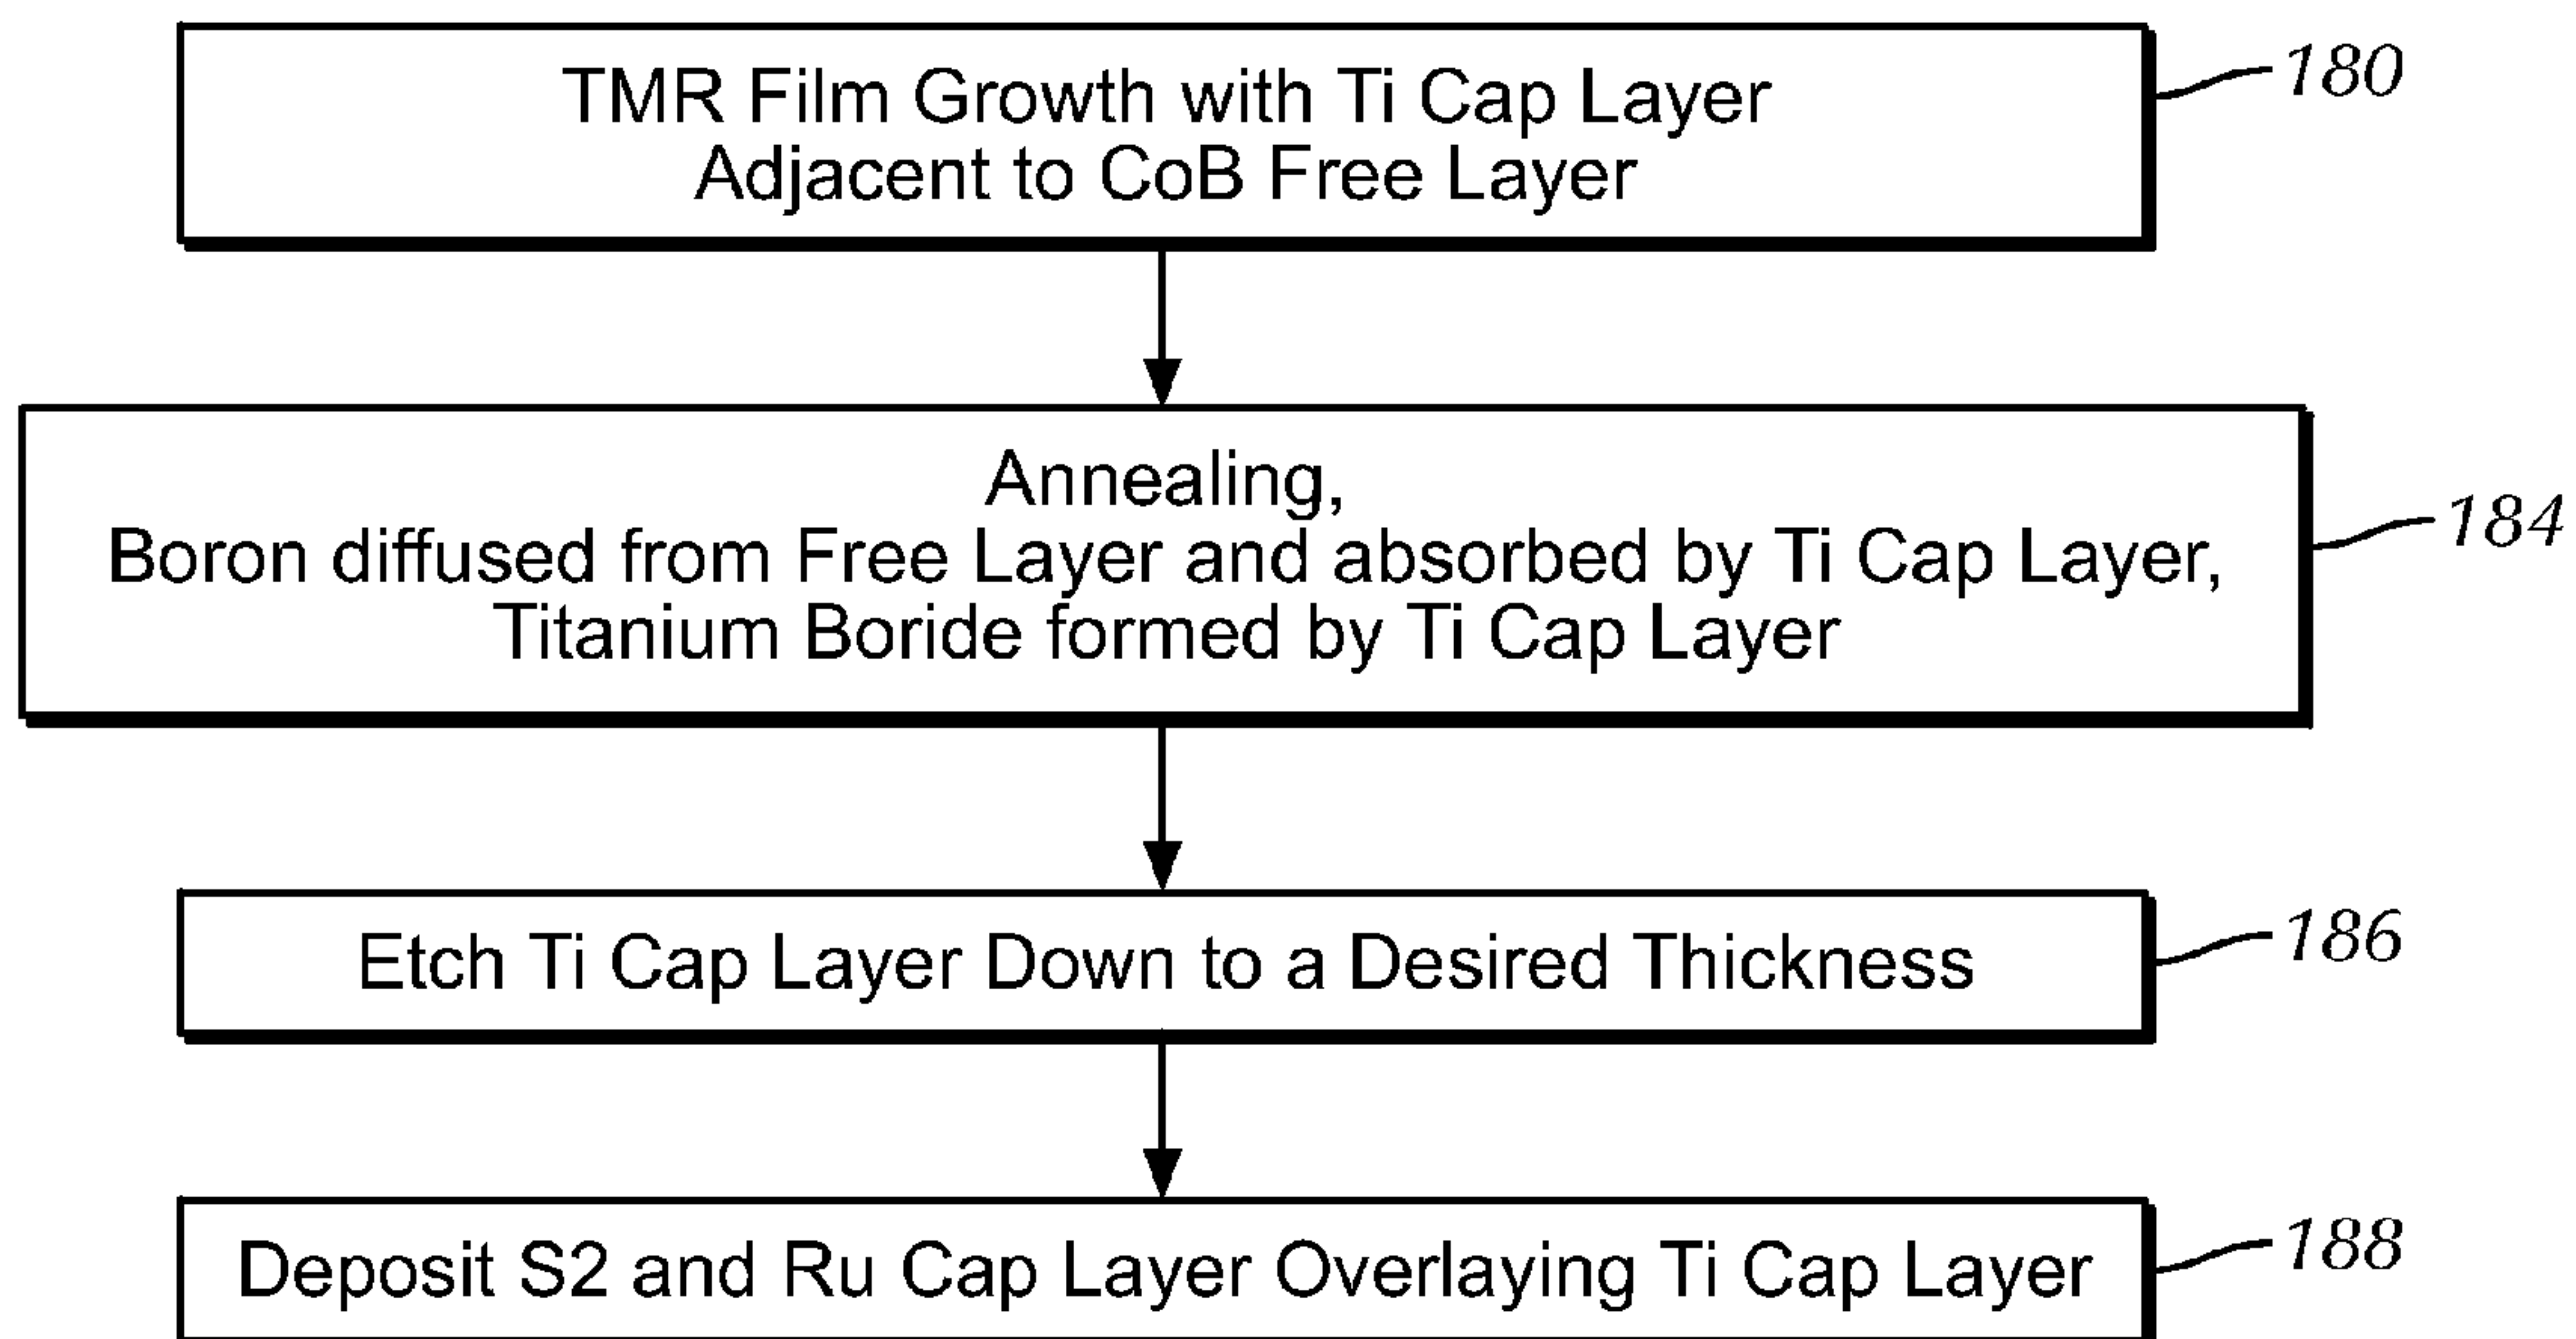 TMR Film Growth with Ti Cap Layer
Adjacent to CoB Free Layer
180
Annealing,
Boron diffused from Free Layer and absorbed by Ti Cap Layer,
Titanium Boride formed by Ti Cap Layer
184
Etch Ti Cap Layer Down to a Desired Thickness
186
Deposit S2 and Ru Cap Layer Overlaying Ti Cap Layer
188